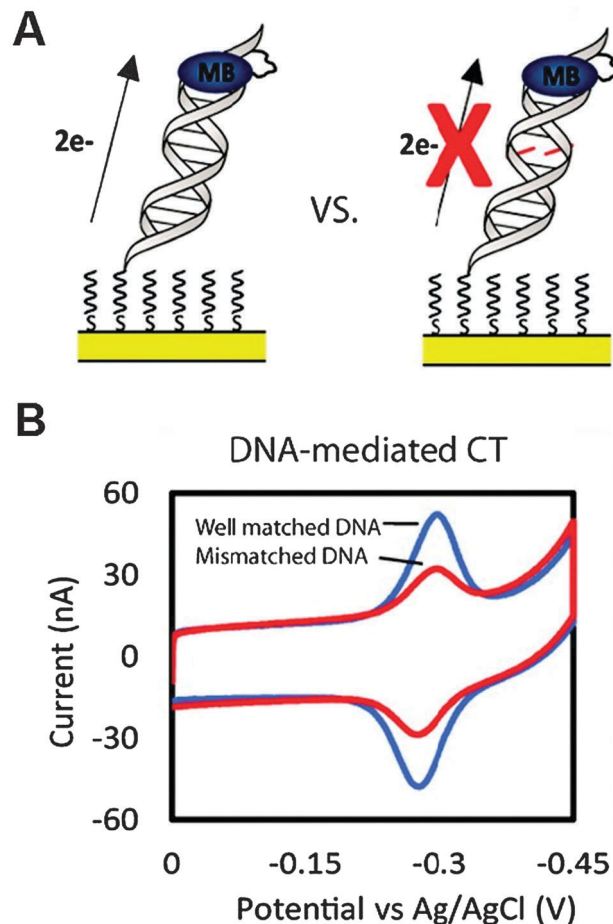 A
MB
2e-
VS.
MB
2e-
X
S S S S S S
S S S S S S
B
DNA-mediated CT
60
30
0
-30
-60
Current (nA)
Well matched DNA
Mismatched DNA
0 -0.15 -0.3 -0.45
Potential vs Ag/AgCl (V)